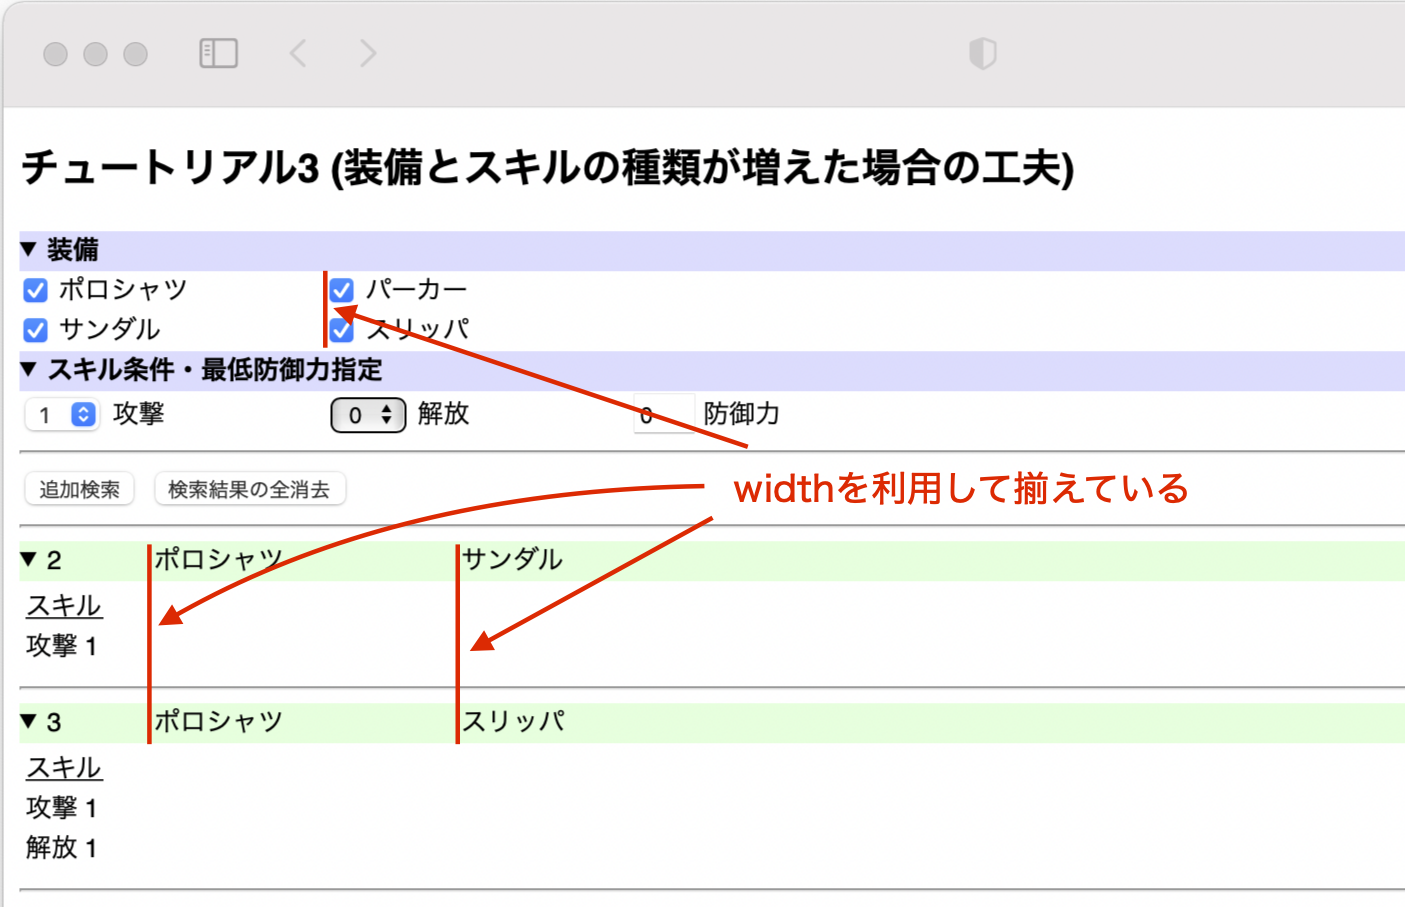 チュートリアル3 (装備とスキルの種類が増えた場合の工夫)
▼ 装備
ポロシャツ パーカー
サンダル スリッパ
▼ スキル条件・最低防御力指定
1 攻撃 0 解放 0 防御力
追加検索 検索結果の全消去
widthを利用して揃えている
▼ 2 ポロシャツ サンダル
スキル
攻撃 1
▼ 3 ポロシャツ スリッパ
スキル
攻撃 1
解放 1